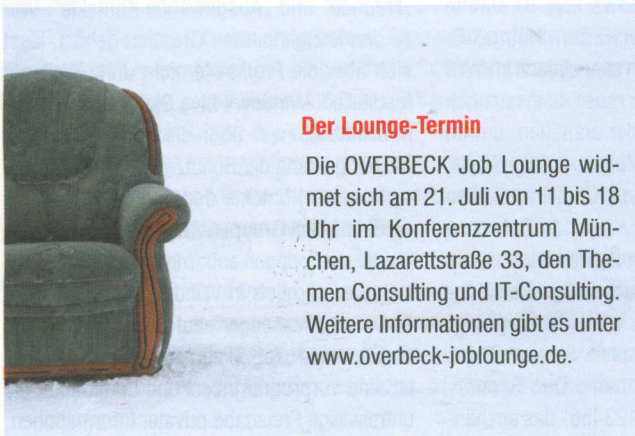 Der Lounge-Termin
Die OVERBECK Job Lounge wid-
met sich am 21. Juli von 11 bis 18
Uhr im Konferenzzentrum Mün-
chen, Lazarettstraße 33, den The-
men Consulting und IT-Consulting.
Weitere Informationen gibt es unter
www.overbeck-joblounge.de.